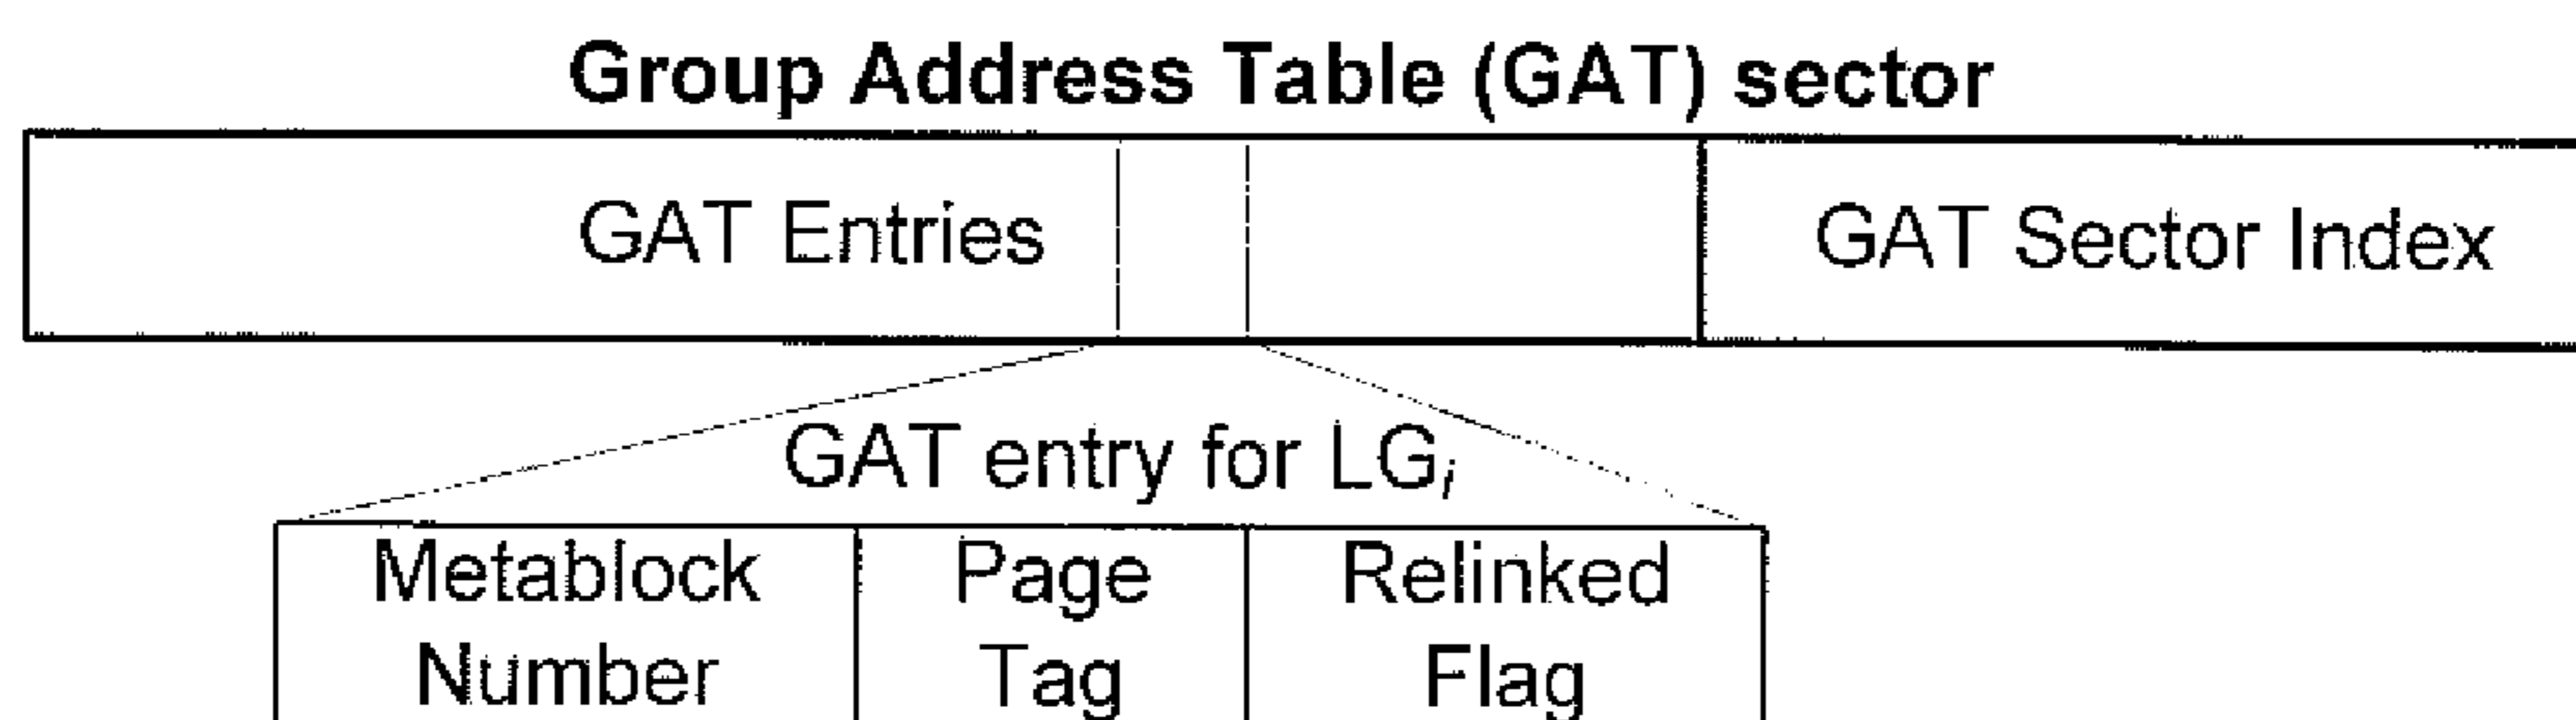 Group Address Table (GAT) sector
GAT Entries
GAT Sector Index
GAT entry for LGi
Metablock
Number
Page
Tag
Relinked
Flag